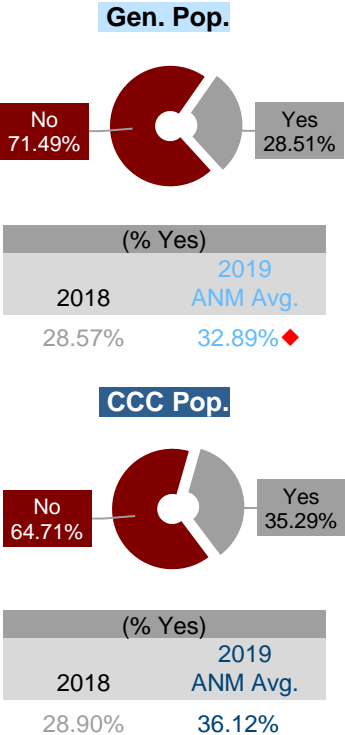 Gen. Pop.
No
71.49%
Yes
28.51%
(% Yes)
2018
2019
ANM Avg.
28.57%
32.89%
CCC Pop.
No
64.71%
Yes
35.29%
(% Yes)
2018
2019
ANM Avg.
28.90%
36.12%